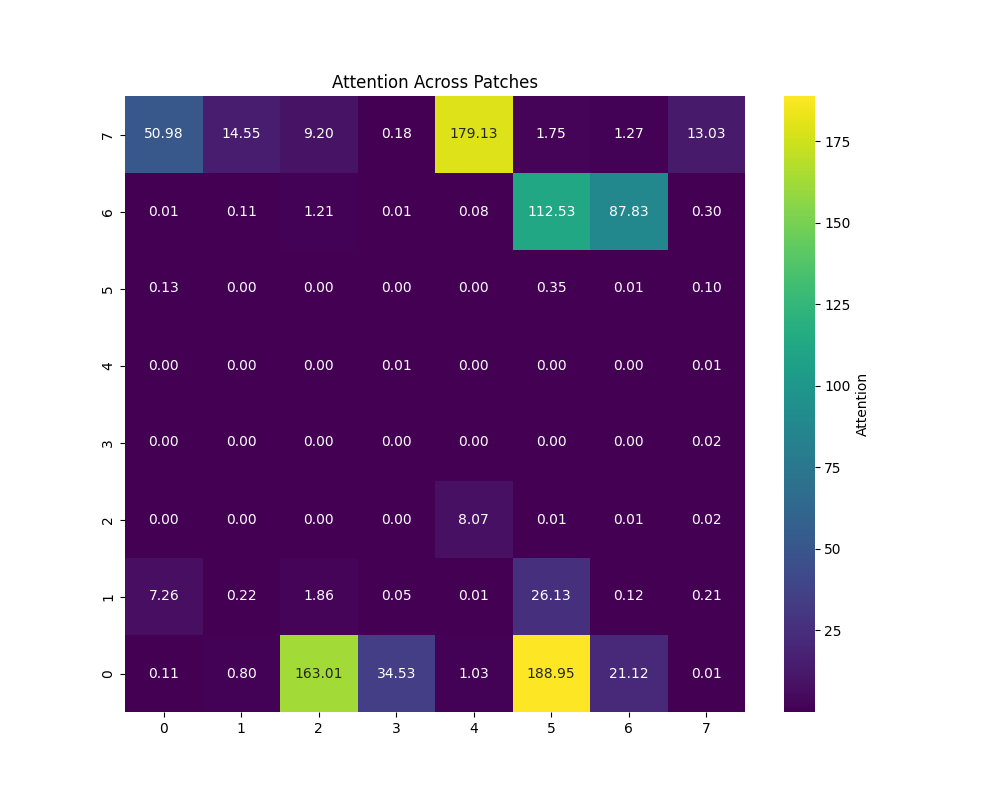 Attention Across Patches
7 50.98 14.55 9.20 0.18 179.13 1.75 1.27 13.03
6 0.01 0.11 1.21 0.01 0.08 112.53 87.83 0.30
5 0.13 0.00 0.00 0.00 0.00 0.35 0.01 0.10
4 0.00 0.00 0.00 0.01 0.00 0.00 0.00 0.01
3 0.00 0.00 0.00 0.00 0.00 0.00 0.00 0.02
2 0.00 0.00 0.00 0.00 8.07 0.01 0.01 0.02
1 7.26 0.22 1.86 0.05 0.01 26.13 0.12 0.21
0 0.11 0.80 163.01 34.53 1.03 188.95 21.12 0.01
0 1 2 3 4 5 6 7
175
150
125
100
75
50
25
Attention